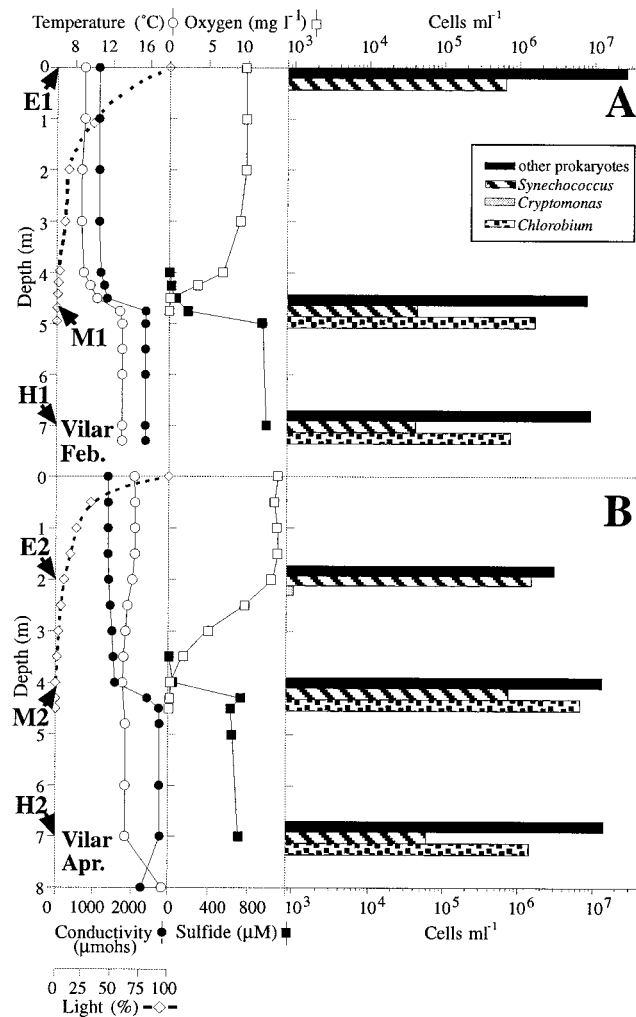 Temperature (°C) Oxygen (mg l-1) Cells ml-1
4 8 12 16 0 5 10 15 10³ 10⁴ 10⁵ 10⁶ 10⁷
0
E1
A
1
other prokaryotes
Synechococcus
Cryptomonas
Chlorobium
2
3
Depth (m)
4
5
M1
6
H1
7
Vilar
Feb.
0
B
1
E2
2
3
Depth (m)
4
M2
5
6
H2
7
Vilar
Apr.
8
0 1000 2000 0 400 800 10³ 10⁴ 10⁵ 10⁶ 10⁷
Conductivity Sulfide (µM) Cells ml-1
(µmohs)
0 25 50 75 100
Light (%)